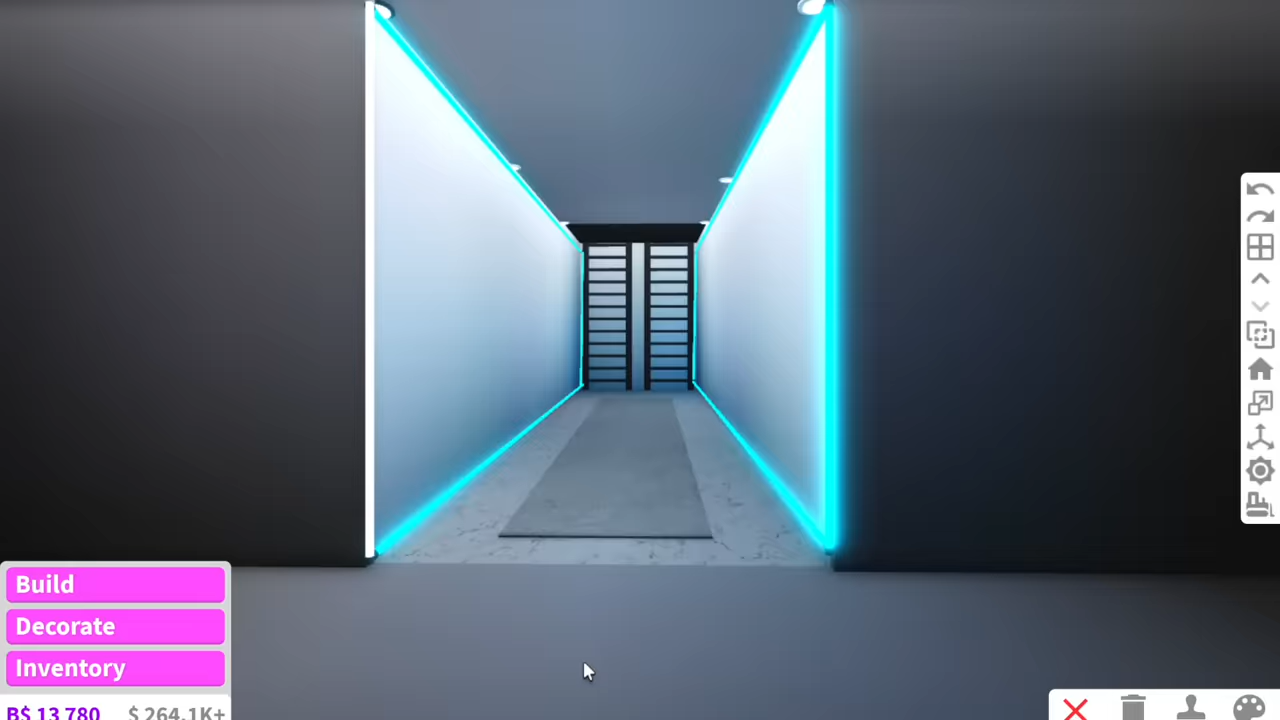 Build
Decorate
Inventory
B$ 13,780 $ 264.1K+